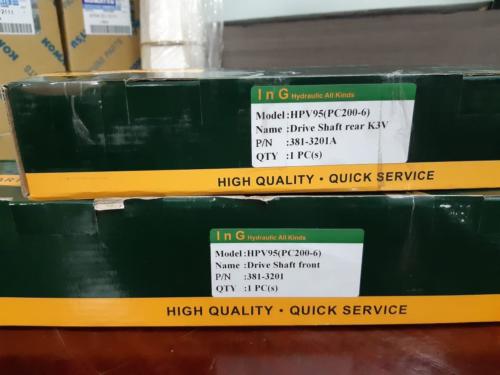 KOMATSU
I n G Hydraulic All Kinds
Model :HPV95(PC200-6)
Name :Drive Shaft rear K3V
P/N :381-3201A
QTY :1 PC(s)
HIGH QUALITY · QUICK SERVICE
I n G Hydraulic All Kinds
Model :HPV95(PC200-6)
Name :Drive Shaft front
P/N :381-3201
QTY :1 PC(s)
HIGH QUALITY · QUICK SERVICE